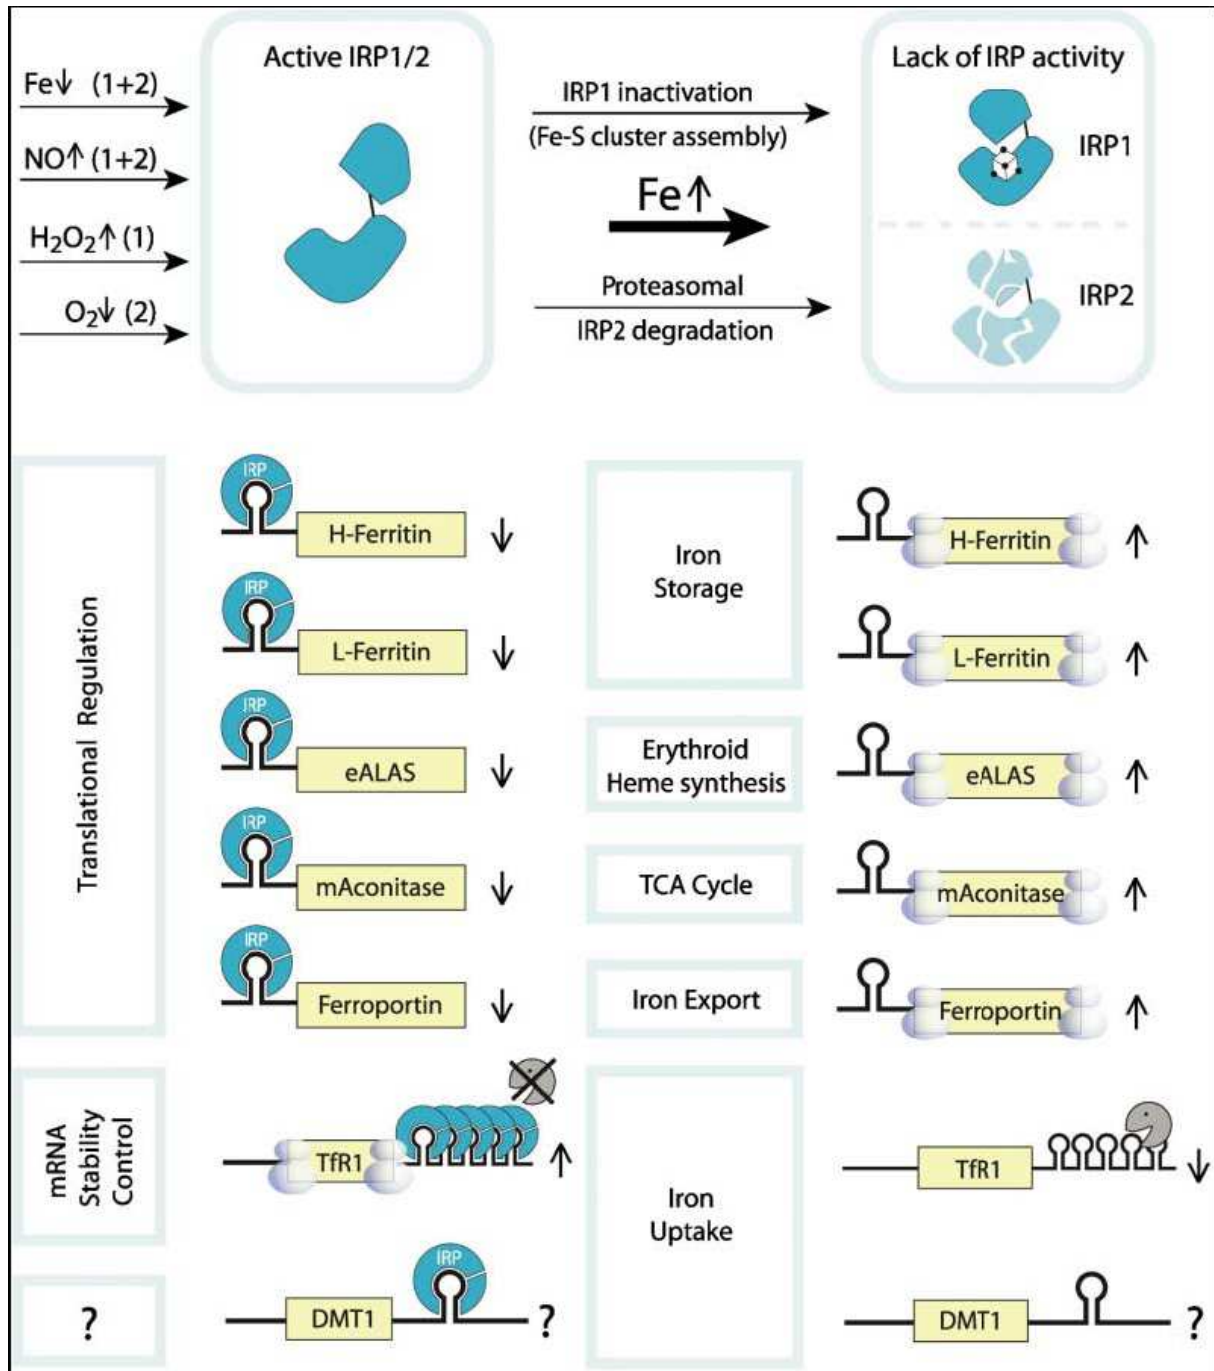 Fe↓ (1+2)
NO↑ (1+2)
H₂O₂↑ (1)
O₂↓ (2)
Active IRP1/2
IRP1 inactivation
(Fe-S cluster assembly)
Fe↑
Proteasomal
IRP2 degradation
Lack of IRP activity
IRP1
IRP2
Translational Regulation
IRP
H-Ferritin ↓
Iron
Storage
H-Ferritin ↑
IRP
L-Ferritin ↓
L-Ferritin ↑
IRP
eALAS ↓
Erythroid
Heme synthesis
eALAS ↑
IRP
mAconitase ↓
TCA Cycle
mAconitase ↑
IRP
Ferroportin ↓
Iron Export
Ferroportin ↑
mRNA
Stability
Control
TfR1 ↑
Iron
Uptake
TfR1 ↓
?
IRP
DMT1 ?
DMT1 ?